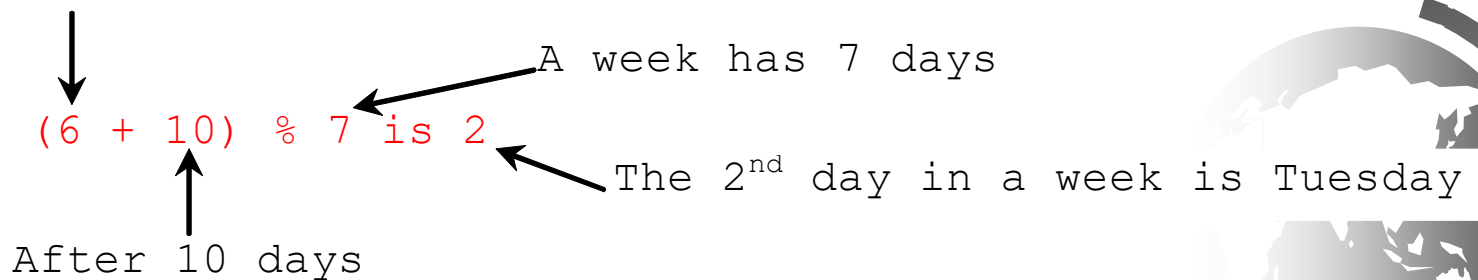 A week has 7 days
(6 + 10) % 7 is 2
The 2nd day in a week is Tuesday
After 10 days